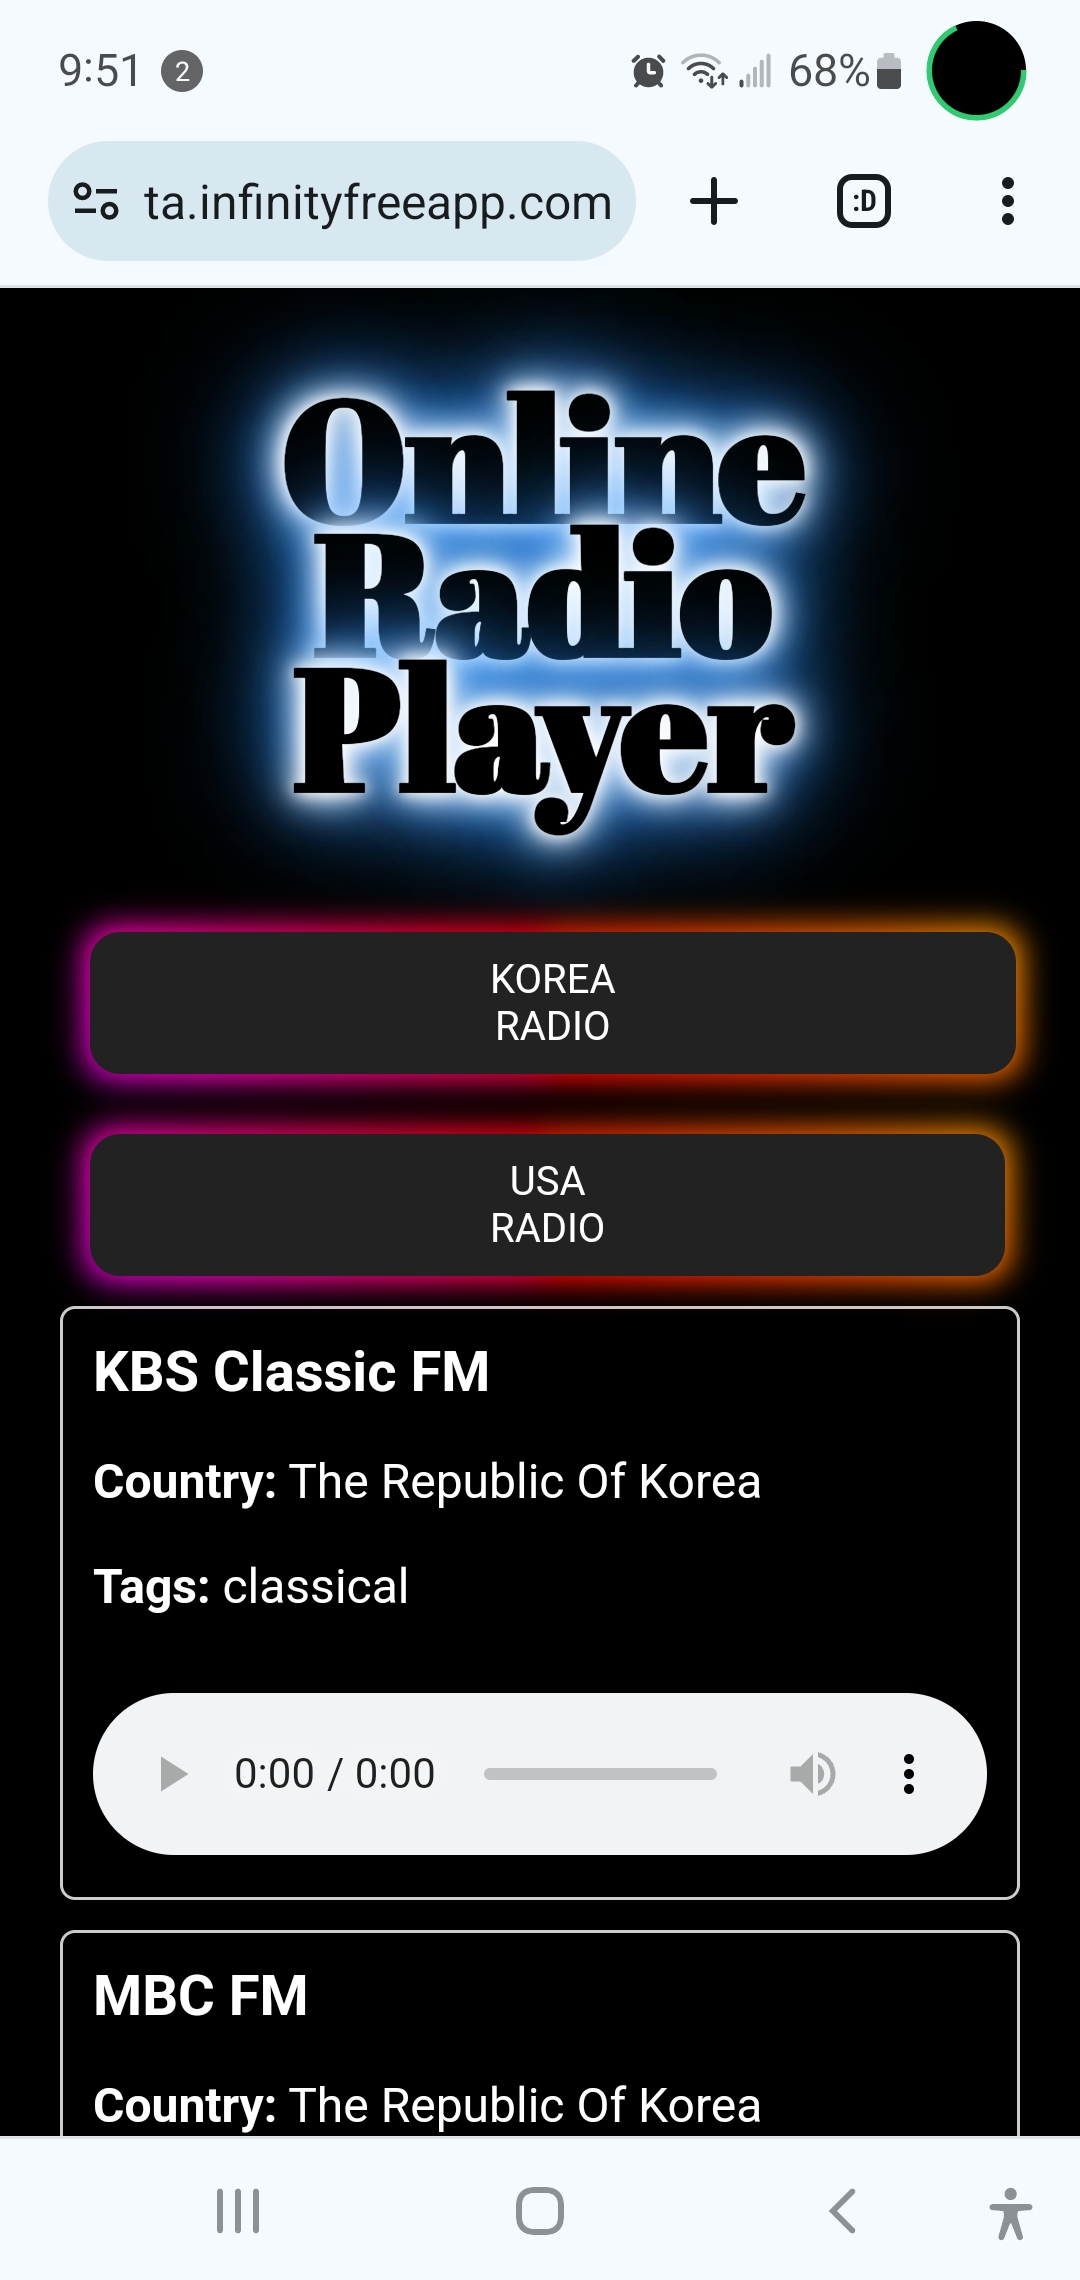 9:51 2 68%
ta.infinityfreeapp.com :D
Online
Radio
Player
KOREA
RADIO
USA
RADIO
KBS Classic FM
Country: The Republic Of Korea
Tags: classical
0:00 / 0:00
MBC FM
Country: The Republic Of Korea